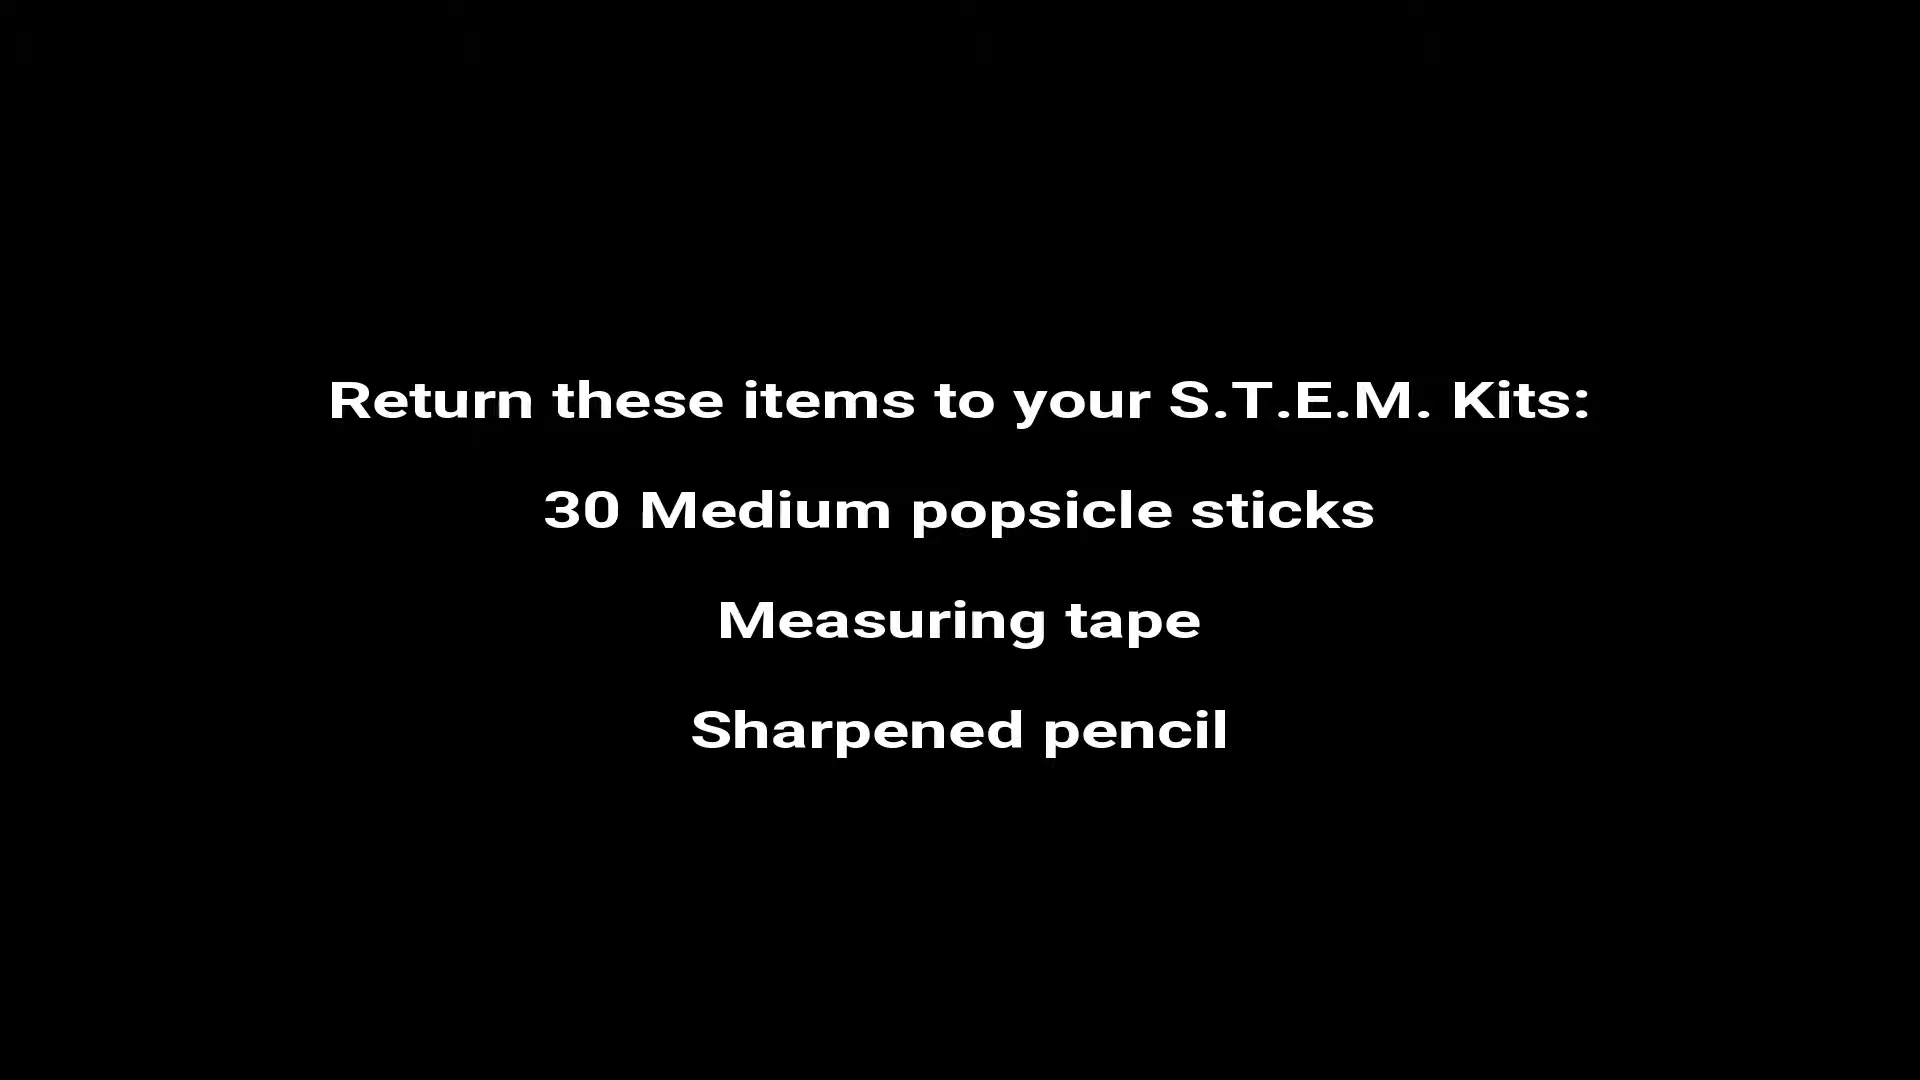 Return these items to your S.T.E.M. Kits:
30 Medium popsicle sticks
Measuring tape
Sharpened pencil